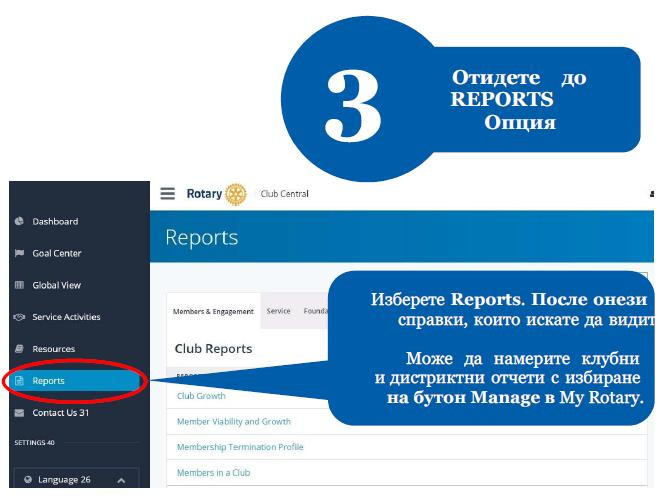 3
Отидете до
REPORTS
Опция
Rotary
Club Central
Dashboard
Goal Center
Global View
Service Activities
Resources
Reports
Contact Us 31
SETTINGS 40
Language 26
Reports
Members & Engagement Service Founda
Club Reports
Club Growth
Member Viability and Growth
Membership Termination Profile
Members in a Club
Изберете Reports. После онези
справки, които искате да видит
Може да намерите клубни
и дистриктни отчети с избиране
на бутон Manage в My Rotary.